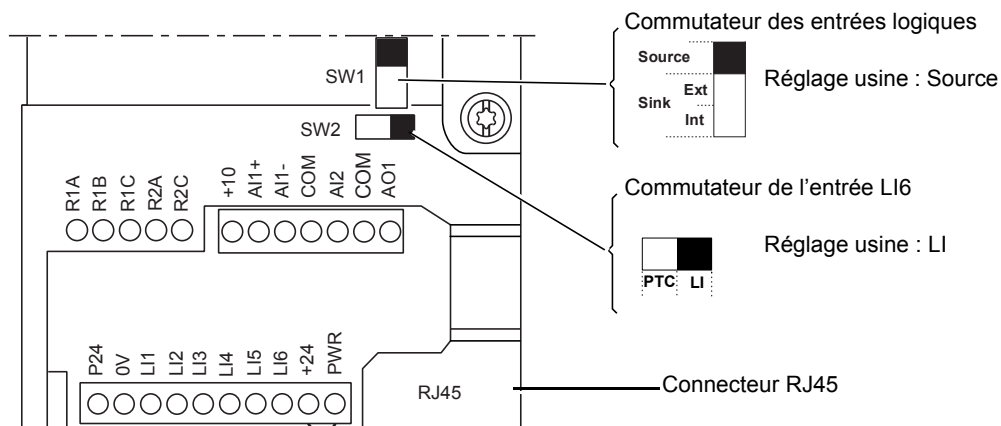 Commutateur des entrées logiques
SW1
Source
Réglage usine : Source
Ext
Sink
Int
SW2
R1A
R1B
R1C
R2A
R2C
+10
AI1+
AI1-
COM
AI2
COM
AO1
Commutateur de l'entrée LI6
Réglage usine : LI
PTC LI
P24
0V
LI1
LI2
LI3
LI4
LI5
LI6
+24
PWR
RJ45
Connecteur RJ45